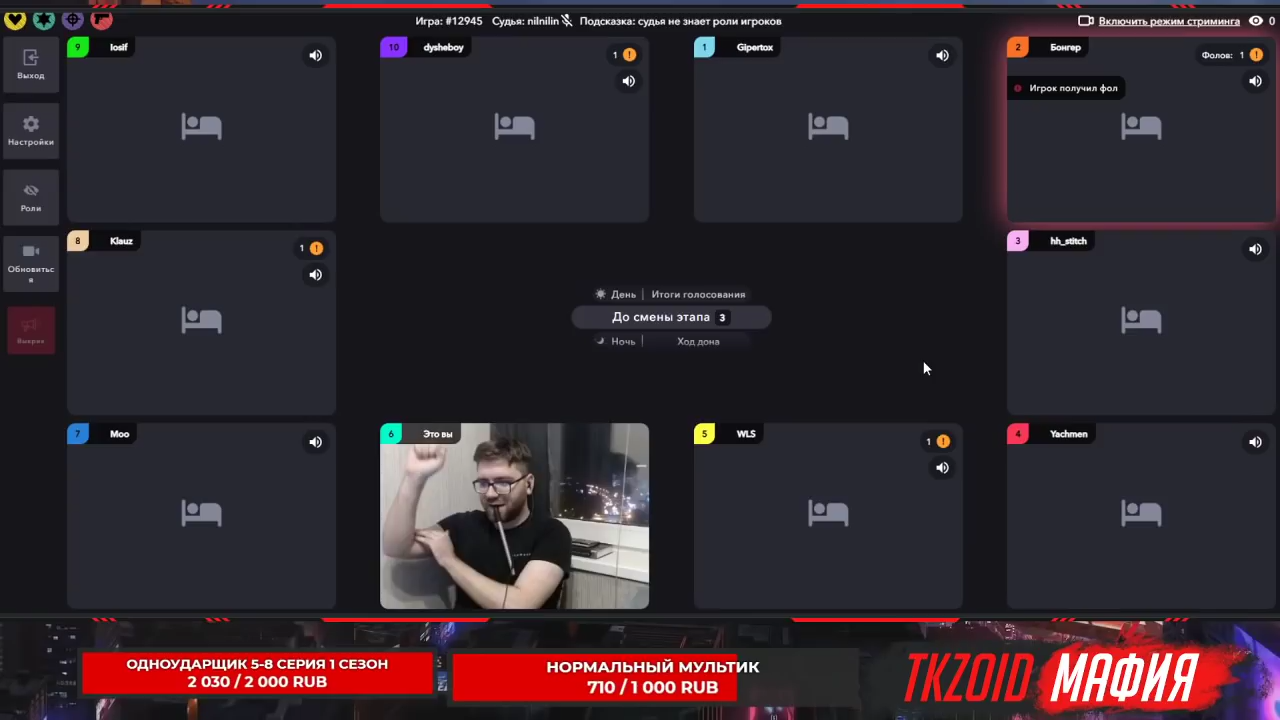 Игра: #12945 Судья: nilnilin Подсказка: судья не знает роли игроков
Включить режим стриминга 0
Выход
Настройки
Роли
Обновиться
9 Iosif
10 dysheboy
1
1 Gipertox
2 Бонгер
Фолов: 1
Игрок получил фол
8 Klauz
1
3 hh_stitch
День | Итоги голосования
До смены этапа 3
Ночь | Ход дона
7 Moo
6 Это вы
5 WLS
1
4 Yachmen
ОДНОУДАРЩИК 5-8 СЕРИЯ 1 СЕЗОН
2 030 / 2 000 RUB
НОРМАЛЬНЫЙ МУЛЬТИК
710 / 1 000 RUB
TKZOID МАФИЯ